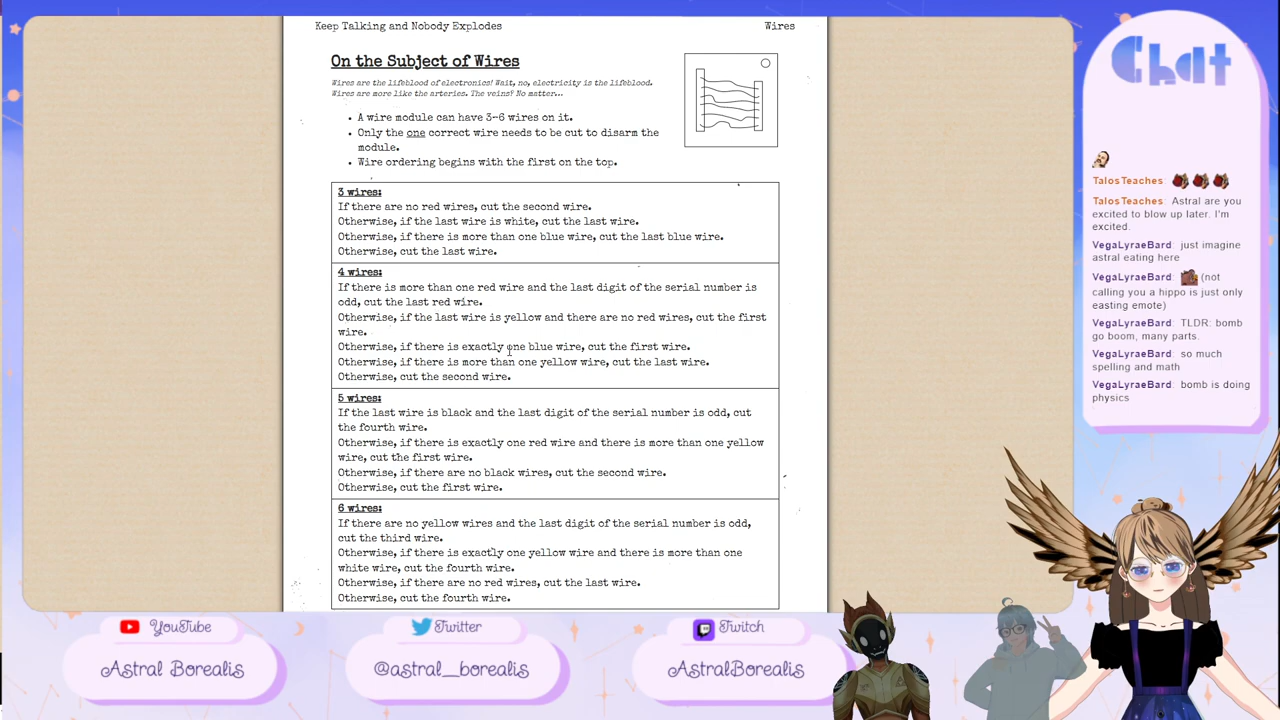 Keep Talking and Nobody Explodes
Wires
On the Subject of Wires
Wires are the lifeblood of electronics! Wait, no, electricity is the lifeblood.
Wires are more like the arteries. The veins? No matter…
• A wire module can have 3-6 wires on it.
• Only the one correct wire needs to be cut to disarm the
module.
• Wire ordering begins with the first on the top.
3 wires:
If there are no red wires, cut the second wire.
Otherwise, if the last wire is white, cut the last wire.
Otherwise, if there is more than one blue wire, cut the last blue wire.
Otherwise, cut the last wire.
4 wires:
If there is more than one red wire and the last digit of the serial number is
odd, cut the last red wire.
Otherwise, if the last wire is yellow and there are no red wires, cut the first
wire.
Otherwise, if there is exactly one blue wire, cut the first wire.
Otherwise, if there is more than one yellow wire, cut the last wire.
Otherwise, cut the second wire.
5 wires:
If the last wire is black and the last digit of the serial number is odd, cut
the fourth wire.
Otherwise, if there is exactly one red wire and there is more than one yellow
wire, cut the first wire.
Otherwise, if there are no black wires, cut the second wire.
Otherwise, cut the first wire.
6 wires:
If there are no yellow wires and the last digit of the serial number is odd,
cut the third wire.
Otherwise, if there is exactly one yellow wire and there is more than one
white wire, cut the fourth wire.
Otherwise, if there are no red wires, cut the last wire.
Otherwise, cut the fourth wire.
Chat
TalosTeaches:
TalosTeaches: Astral are you
excited to blow up later. I'm
excited.
VegaLyraeBard: just imagine
astral eating here
VegaLyraeBard: (not
calling you a hippo is just only
easting emote)
VegaLyraeBard: TLDR: bomb
go boom, many parts.
VegaLyraeBard: so much
spelling and math
VegaLyraeBard: bomb is doing
physics
YouTube
Astral Borealis
Twitter
@astral__borealis
Twitch
AstralBorealis